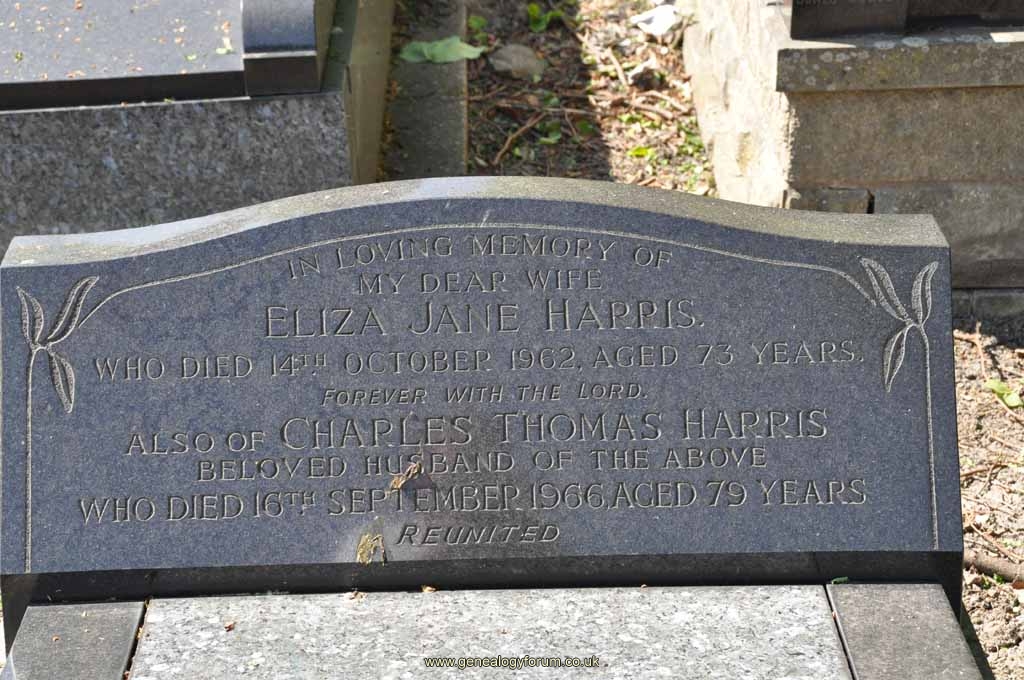 IN LOVING MEMORY OF
MY DEAR WIFE
ELIZA JANE HARRIS.
WHO DIED 14TH OCTOBER 1962, AGED 73 YEARS.
FOREVER WITH THE LORD.
ALSO OF CHARLES THOMAS HARRIS
BELOVED HUSBAND OF THE ABOVE
WHO DIED 16TH SEPTEMBER 1966, AGED 79 YEARS
REUNITED
www.genealogyforum.co.uk